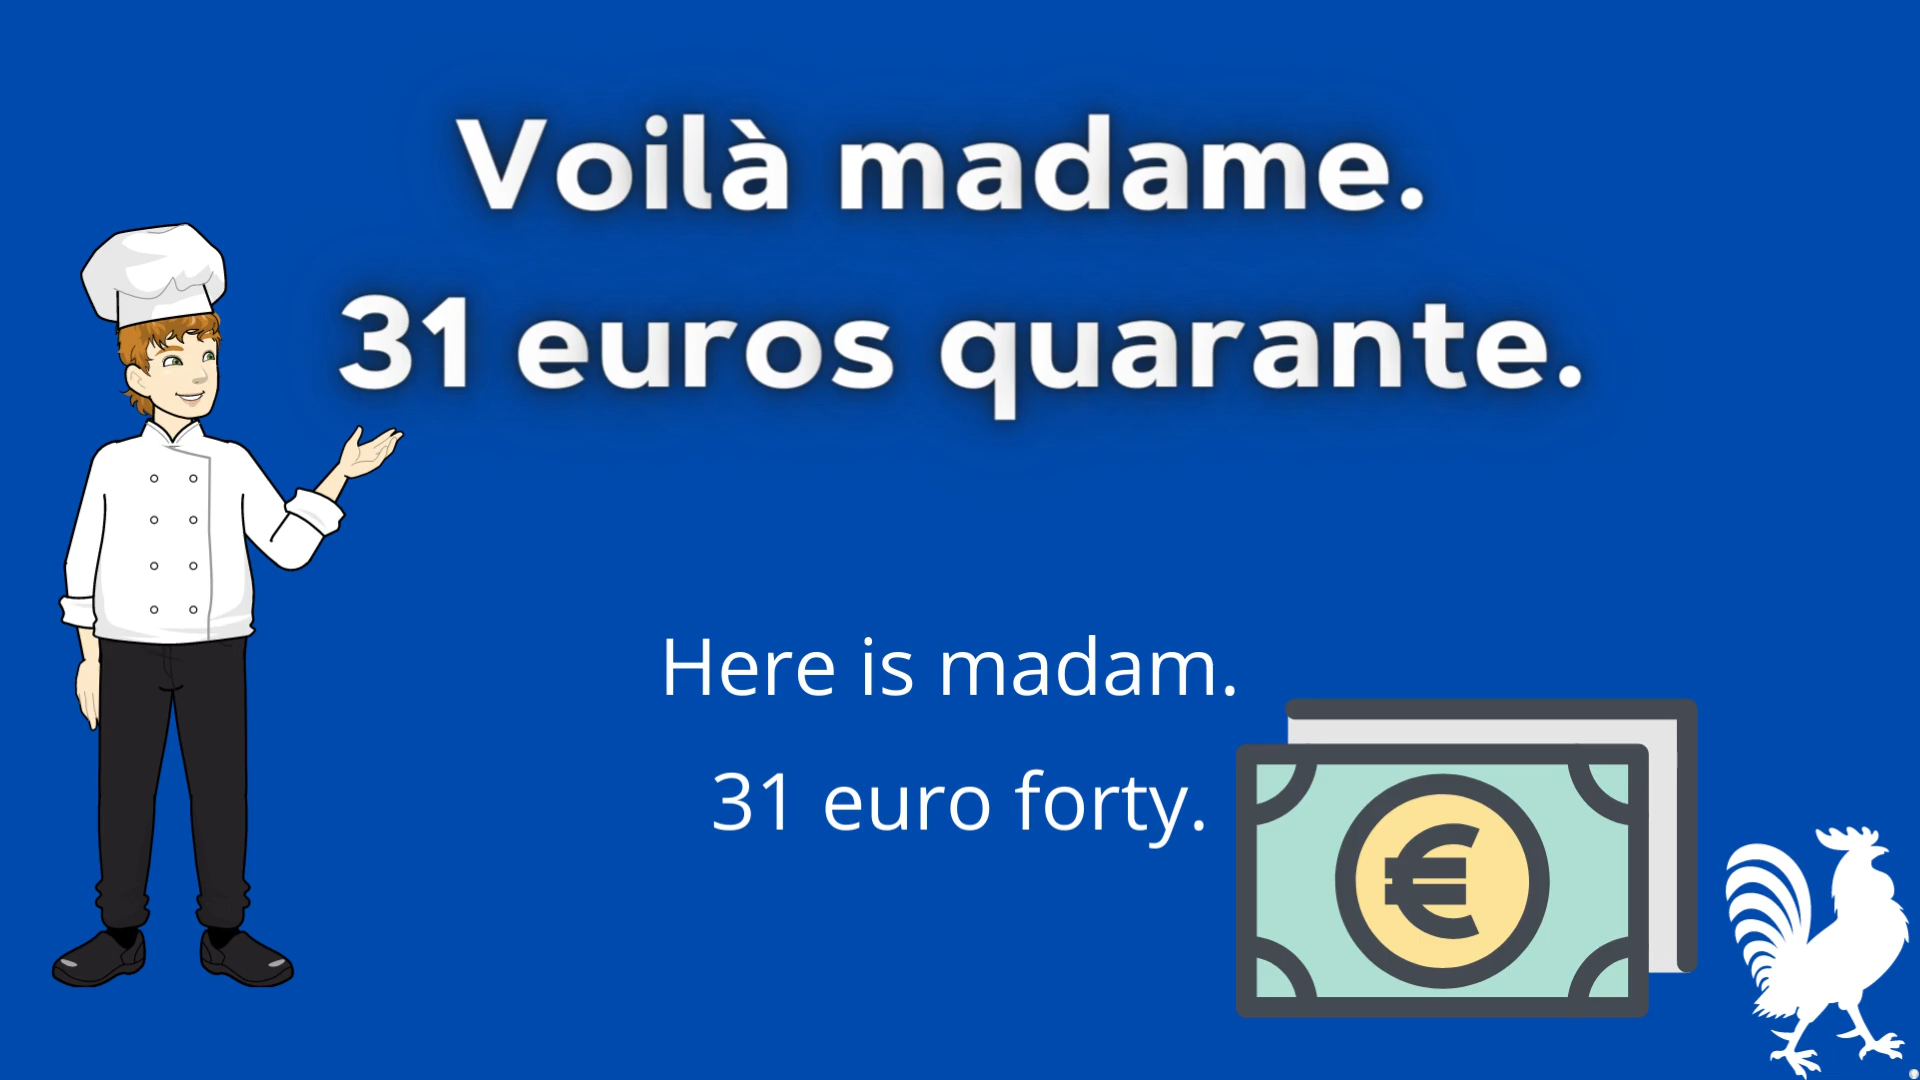 Voilà madame.
31 euros quarante.
Here is madam.
31 euro forty.